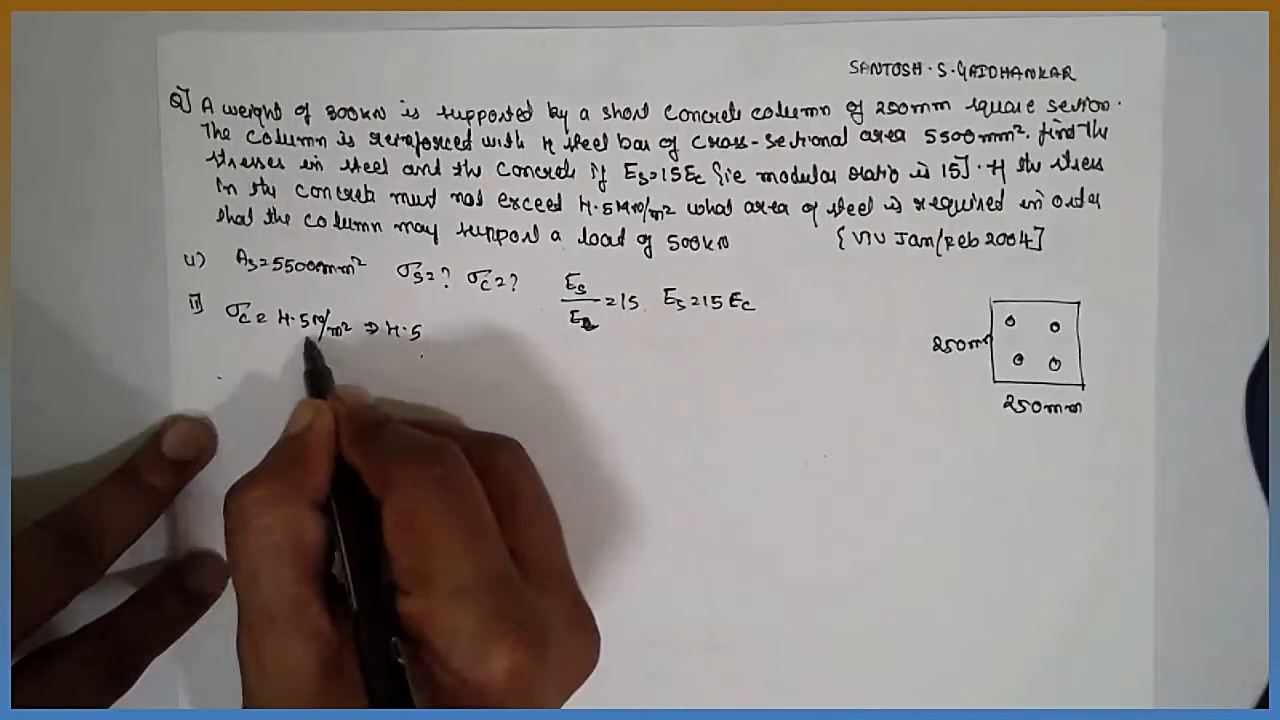 SANTOSH.S.GAIDHANKAR
Q] A weight of 300kN is supported by a short concrete column of 250mm square section.
The column is reinforced with 4 steel bar of cross-sectional area 5500mm². find the
stresses in steel and the concrete if Es=15Ec {ie modular ratio is 15]. If the stress
in the concrete must not exceed 4.5MN/m² what area of steel is required in order
that the column may support a load of 500kN {VTU Jan/Feb 2004]
i) As=5500mm² σs=? σc=? Es/Ec=15 Es=15Ec
ii] σc= 4.5MN/m² ⇒ 4.5
250mm
250mm